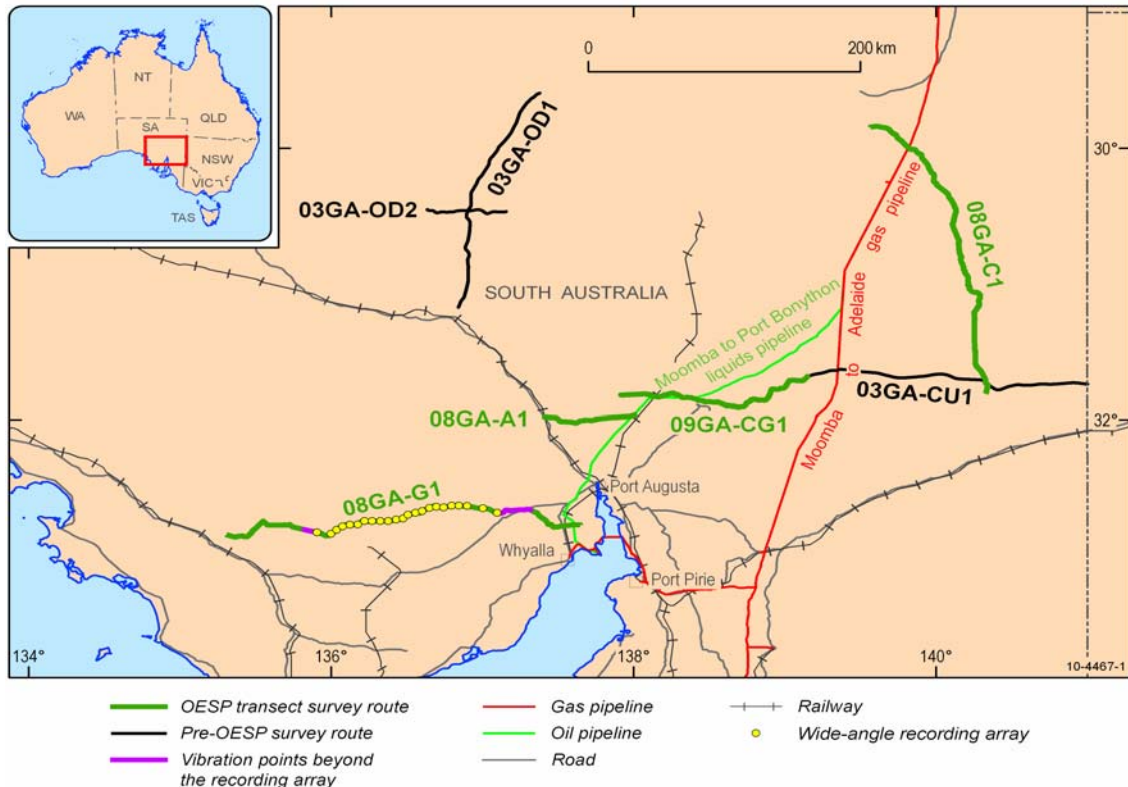 WA
NT
SA
QLD
NSW
VIC
TAS
0
200 km
30°
32°
134°
136°
138°
140°
03GA-OD1
03GA-OD2
SOUTH AUSTRALIA
08GA-C1
Moomba to Adelaide gas pipeline
Moomba to Port Bonython
liquids pipeline
03GA-CU1
08GA-A1
09GA-CG1
08GA-G1
Port Augusta
Whyalla
Port Pirie
10-4467-1
OESP transect survey route
Pre-OESP survey route
Vibration points beyond
the recording array
Gas pipeline
Oil pipeline
Road
Railway
Wide-angle recording array